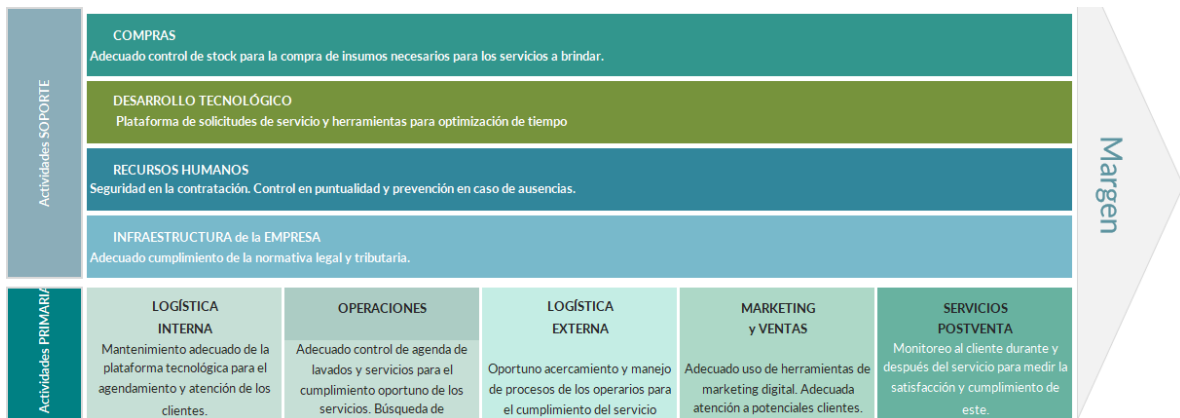 Actividades SOPORTE
COMPRAS
Adecuado control de stock para la compra de insumos necesarios para los servicios a brindar.
DESARROLLO TECNOLÓGICO
Plataforma de solicitudes de servicio y herramientas para optimización de tiempo
RECURSOS HUMANOS
Seguridad en la contratación. Control en puntualidad y prevención en caso de ausencias.
INFRAESTRUCTURA de la EMPRESA
Adecuado cumplimiento de la normativa legal y tributaria.
Margen
Actividades PRIMARIA
LOGÍSTICA
INTERNA
Mantenimiento adecuado de la
plataforma tecnológica para el
agendamiento y atención de los
clientes.
OPERACIONES
Adecuado control de agenda de
lavados y servicios para el
cumplimiento oportuno de los
servicios. Búsqueda de
LOGÍSTICA
EXTERNA
Oportuno acercamiento y manejo
de procesos de los operarios para
el cumplimiento del servicio
MARKETING
y VENTAS
Adecuado uso de herramientas de
marketing digital. Adecuada
atención a potenciales clientes.
SERVICIOS
POSTVENTA
Monitoreo al cliente durante y
después del servicio para medir la
satisfacción y cumplimiento de
este.